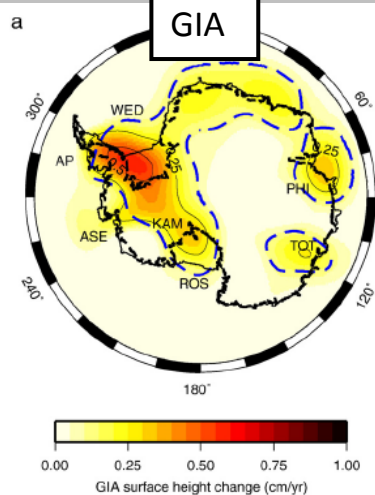 GIA
a
300°
60°
WED
AP
0.5
.25
0.25
PHI
KAM
ASE
TOT
ROS
240°
120°
180°
0.00 0.25 0.50 0.75 1.00
GIA surface height change (cm/yr)